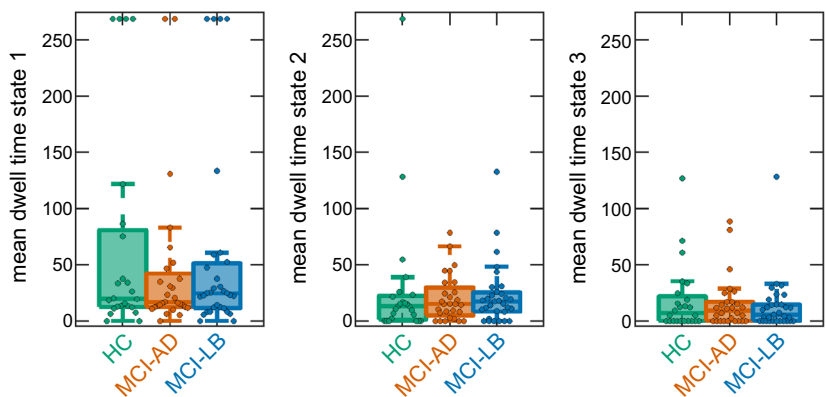 mean dwell time state 1
250
200
150
100
50
0
HC
MCI-AD
MCI-LB
mean dwell time state 2
250
200
150
100
50
0
HC
MCI-AD
MCI-LB
mean dwell time state 3
250
200
150
100
50
0
HC
MCI-AD
MCI-LB